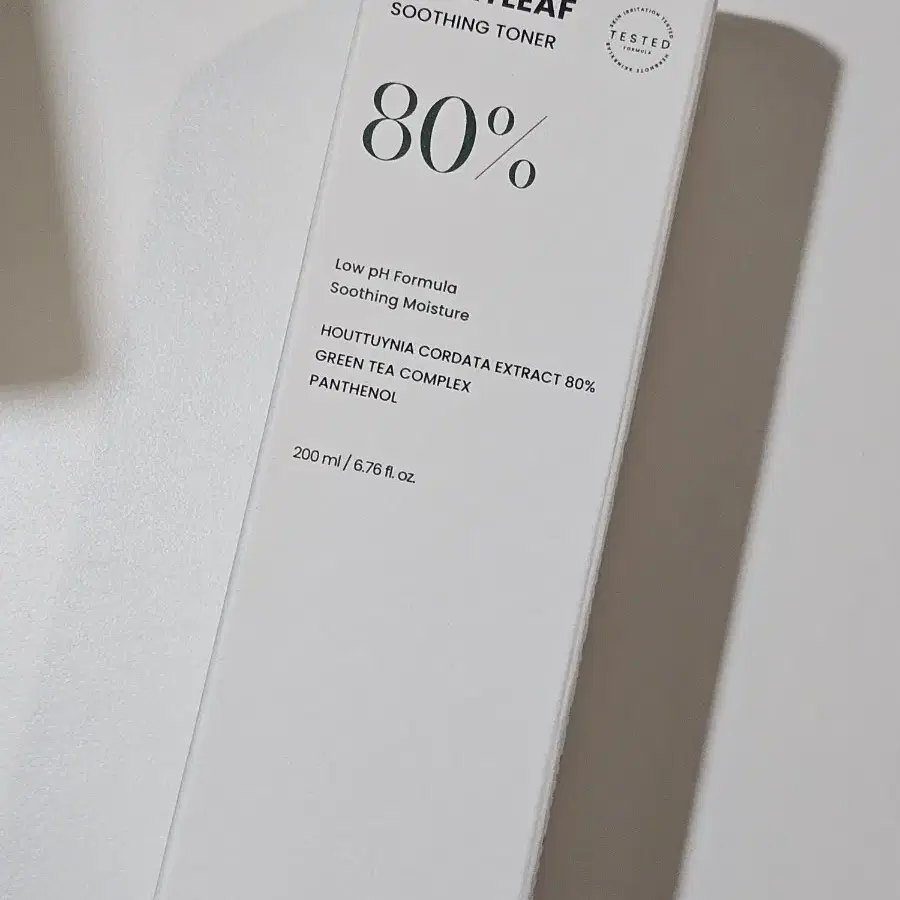 SOOTHING TONER
TESTED
FORMULA
80%
Low pH Formula
Soothing Moisture
HOUTTUYNIA CORDATA EXTRACT 80%
GREEN TEA COMPLEX
PANTHENOL
200 ml / 6.76 fl. oz.